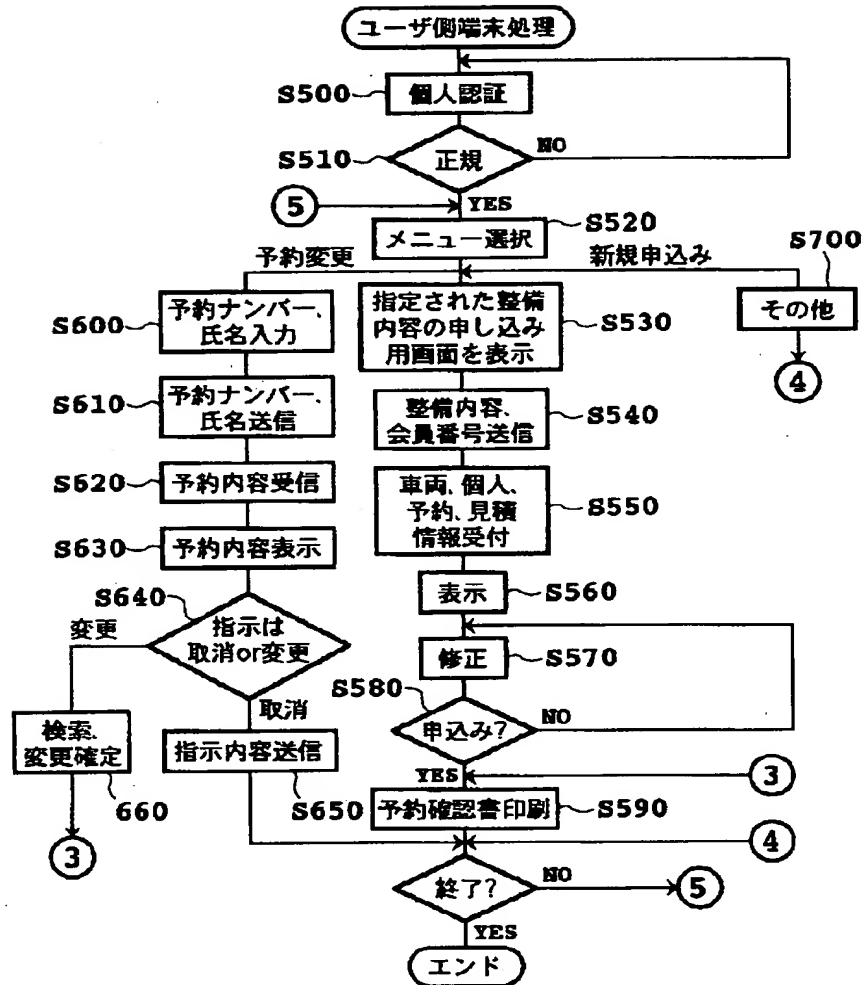 ユーザ側端末処理
S500
個人認証
S510
正規
NO
YES
5
S520
メニュー選択
予約変更
新規申込み
S700
S600
予約ナンバー、
氏名入力
指定された整備
内容の申し込み
用画面を表示
S530
その他
4
S610
予約ナンバー、
氏名送信
整備内容、
会員番号送信
S540
S620
予約内容受信
車両、個人、
予約、見積
情報受付
S550
S630
予約内容表示
表示
S560
S640
指示は
取消or変更
変更
取消
修正
S570
S580
申込み?
NO
YES
3
検索、
変更確定
660
3
指示内容送信
S650
予約確認書印刷
S590
4
終了?
NO
5
YES
エンド